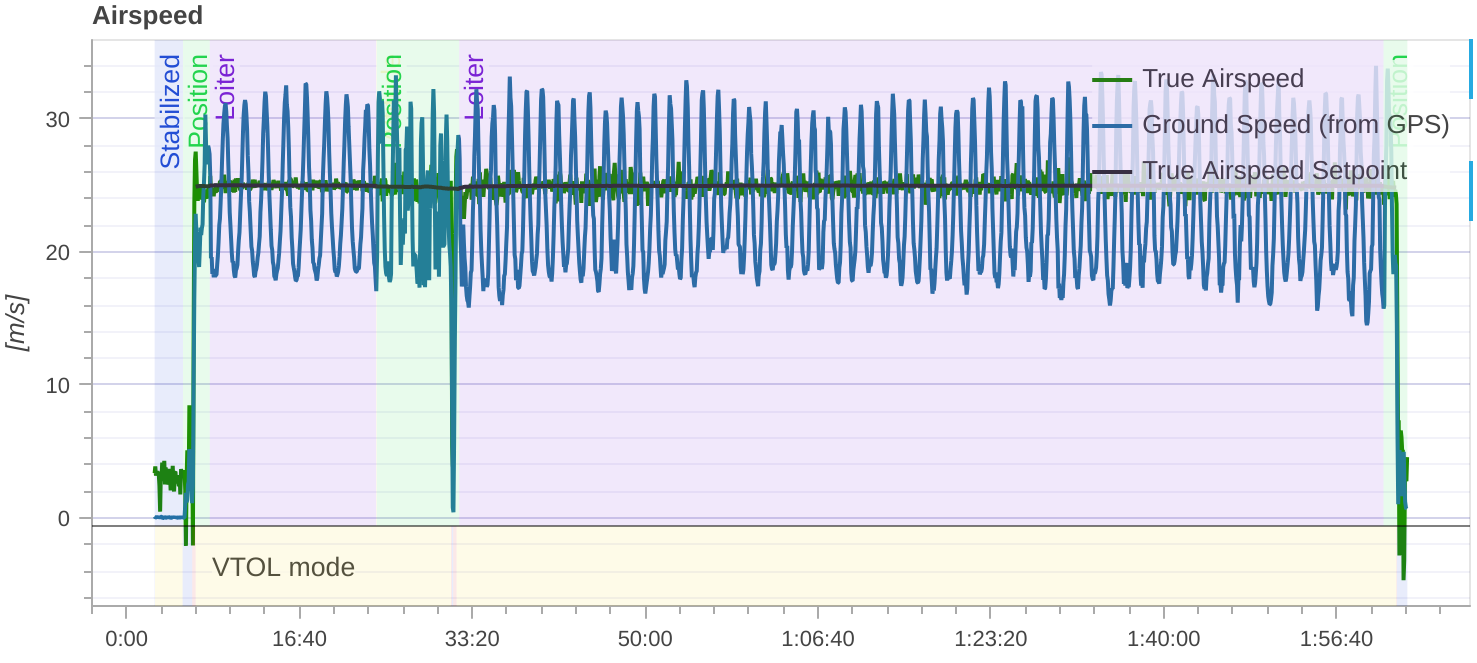 Airspeed
Stabilized
Position
Loiter
Position
Loiter
Position
True Airspeed
Ground Speed (from GPS)
True Airspeed Setpoint
[m/s]
30
20
10
0
VTOL mode
0:00
16:40
33:20
50:00
1:06:40
1:23:20
1:40:00
1:56:40